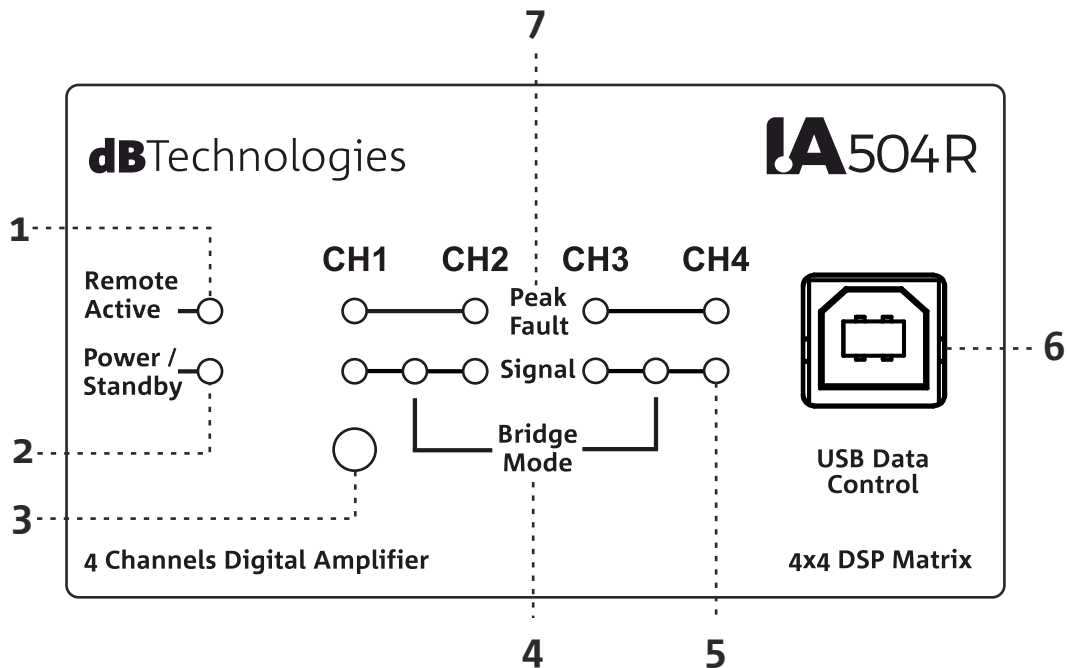 7
dBTechnologies
IA504R
1
CH1 CH2 CH3 CH4
Remote
Active
Peak
Fault
Power /
Standby
Signal
6
2
Bridge
Mode
USB Data
Control
3
4 Channels Digital Amplifier
4x4 DSP Matrix
4
5